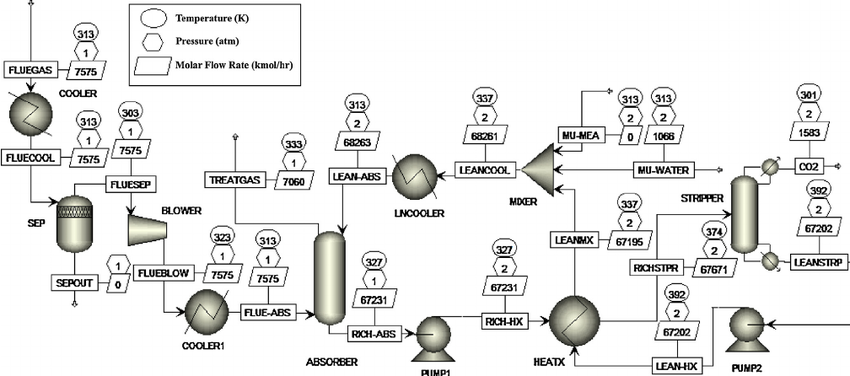 Temperature (K)
Pressure (atm)
Molar Flow Rate (kmol/hr)
313
1
FLUEGAS
7575
COOLER
313
1
FLUECOOL
7575
303
1
7575
FLUESEP
SEP
BLOWER
1
SEPOUT
0
323
1
FLUEBLOW
7575
COOLER1
313
1
7575
FLUE-ABS
333
1
TREATGAS
7060
313
2
LEAN-ABS
68263
LNCOOLER
337
2
68261
LEANCOOL
MIXER
313
2
MU-MEA
0
313
2
1066
MU-WATER
ABSORBER
327
1
67231
RICH-ABS
PUMP1
327
2
67231
RICH-HX
337
2
LEANMX
67195
HEATX
374
2
RICHSTPR
67671
STRIPPER
301
2
1583
CO2
392
2
67202
LEANSTRP
392
2
67202
LEAN-HX
PUMP2